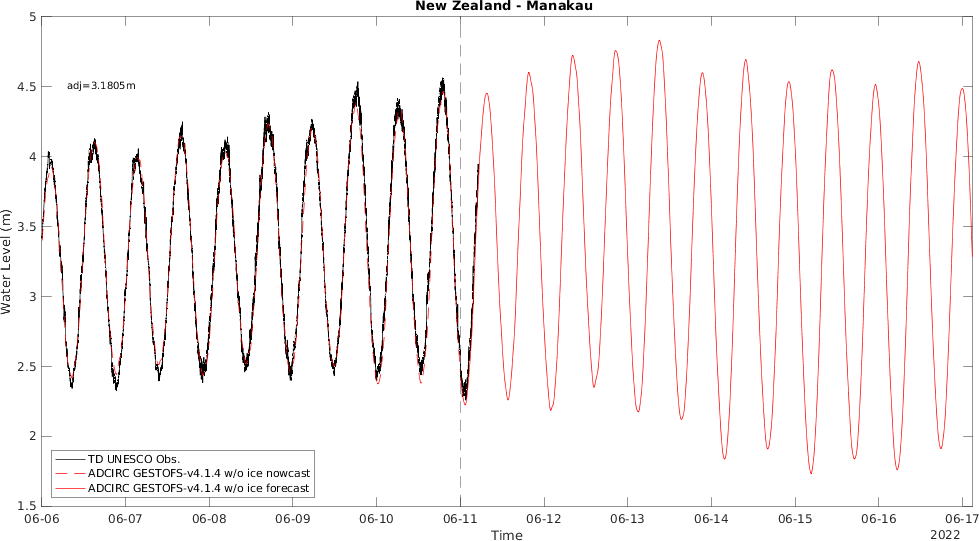 New Zealand - Manakau
adj=3.1805m
Water Level (m)
5
4.5
4
3.5
3
2.5
2
1.5
TD UNESCO Obs.
ADCIRC GESTOFS-v4.1.4 w/o ice nowcast
ADCIRC GESTOFS-v4.1.4 w/o ice forecast
06-06 06-07 06-08 06-09 06-10 06-11 06-12 06-13 06-14 06-15 06-16 06-17
Time
2022